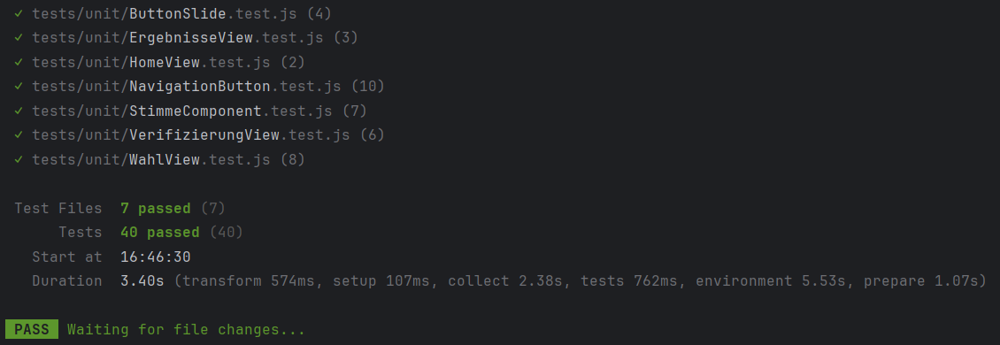 ✓ tests/unit/ButtonSlide.test.js (4)
✓ tests/unit/ErgebnisseView.test.js (3)
✓ tests/unit/HomeView.test.js (2)
✓ tests/unit/NavigationButton.test.js (10)
✓ tests/unit/StimmeComponent.test.js (7)
✓ tests/unit/VerifizierungView.test.js (6)
✓ tests/unit/WahlView.test.js (8)
Test Files 7 passed (7)
Tests 40 passed (40)
Start at 16:46:30
Duration 3.40s (transform 574ms, setup 107ms, collect 2.38s, tests 762ms, environment 5.53s, prepare 1.07s)
PASS Waiting for file changes...